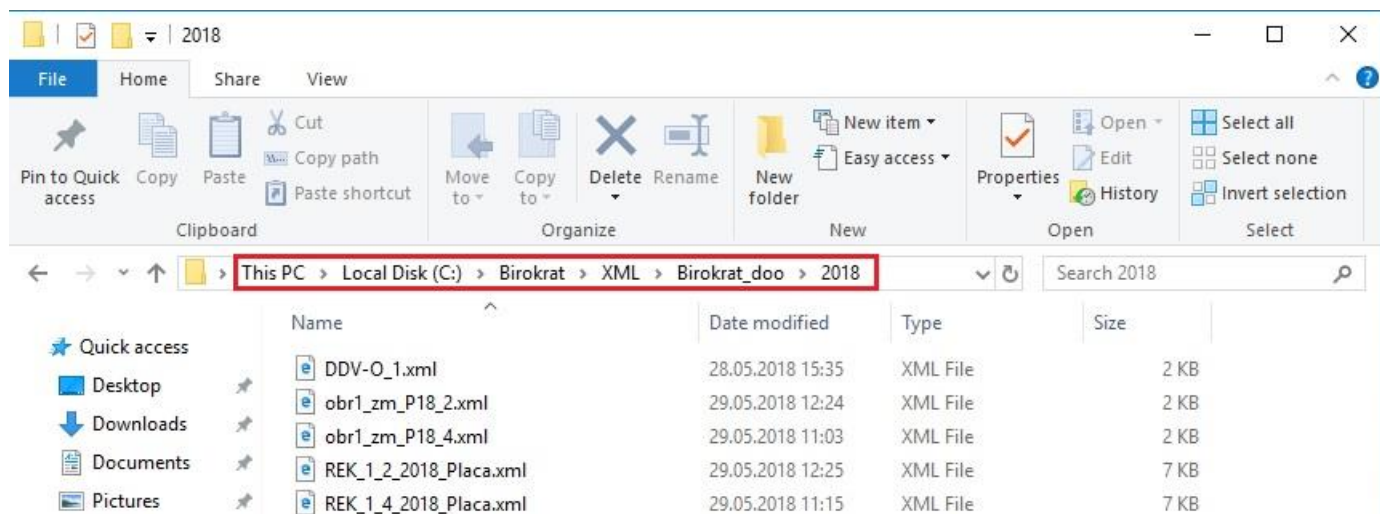 2018
File Home Share View
Pin to Quick access
Copy
Paste
Cut
Copy path
Paste shortcut
Clipboard
Move to
Copy to
Delete
Rename
Organize
New folder
New item
Easy access
New
Properties
Open
Edit
History
Open
Select all
Select none
Invert selection
Select
This PC > Local Disk (C:) > Birokrat > XML > Birokrat_doo > 2018
Search 2018
Name Date modified Type Size
Quick access
Desktop
Downloads
Documents
Pictures
DDV-O_1.xml 28.05.2018 15:35 XML File 2 KB
obr1_zm_P18_2.xml 29.05.2018 12:24 XML File 2 KB
obr1_zm_P18_4.xml 29.05.2018 11:03 XML File 2 KB
REK_1_2_2018_Placa.xml 29.05.2018 12:25 XML File 7 KB
REK_1_4_2018_Placa.xml 29.05.2018 11:15 XML File 7 KB